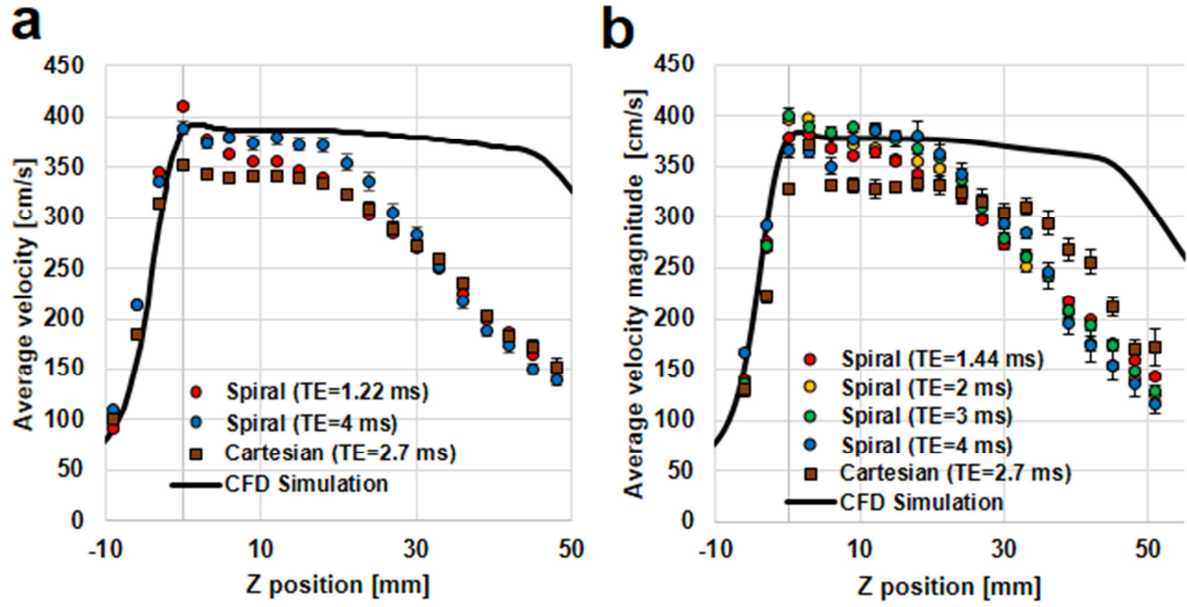 a
Average velocity [cm/s]
450
400
350
300
250
200
150
100
50
0
-10
10
30
50
Z position [mm]
Spiral (TE=1.22 ms)
Spiral (TE=4 ms)
Cartesian (TE=2.7 ms)
CFD Simulation
b
Average velocity magnitude [cm/s]
450
400
350
300
250
200
150
100
50
0
-10
10
30
50
Z position [mm]
Spiral (TE=1.44 ms)
Spiral (TE=2 ms)
Spiral (TE=3 ms)
Spiral (TE=4 ms)
Cartesian (TE=2.7 ms)
CFD Simulation